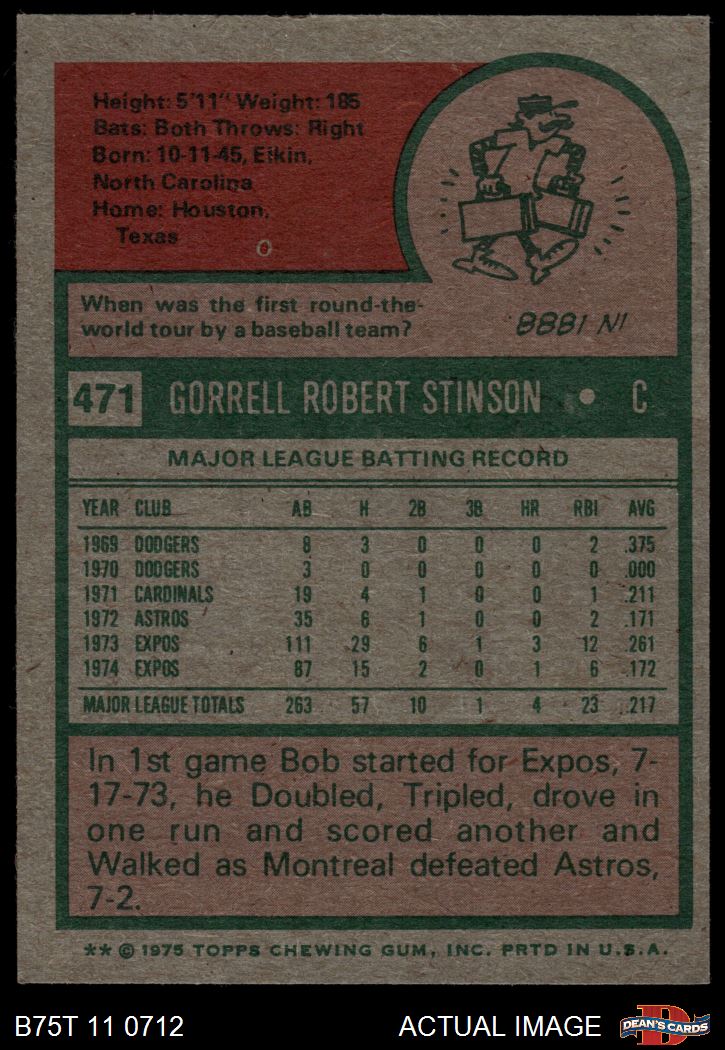 Height: 5'11" Weight: 185
Bats: Both Throws: Right
Born: 10-11-45, Elkin,
North Carolina
Home: Houston,
Texas
When was the first round-the-
world tour by a baseball team?
IN 1888
471 GORRELL ROBERT STINSON • C
MAJOR LEAGUE BATTING RECORD
YEAR CLUB AB H 2B 3B HR RBI AVG
1969 DODGERS 8 3 0 0 0 2 .375
1970 DODGERS 3 0 0 0 0 0 .000
1971 CARDINALS 19 4 1 0 0 1 .211
1972 ASTROS 35 6 1 0 0 2 .171
1973 EXPOS 111 29 6 1 3 12 .261
1974 EXPOS 87 15 2 0 1 6 .172
MAJOR LEAGUE TOTALS 263 57 10 1 4 23 .217
In 1st game Bob started for Expos, 7-
17-73, he Doubled, Tripled, drove in
one run and scored another and
Walked as Montreal defeated Astros,
7-2.
** © 1975 TOPPS CHEWING GUM, INC. PRTD IN U.S.A.
B75T 11 0712 ACTUAL IMAGE DEAN'S CARDS